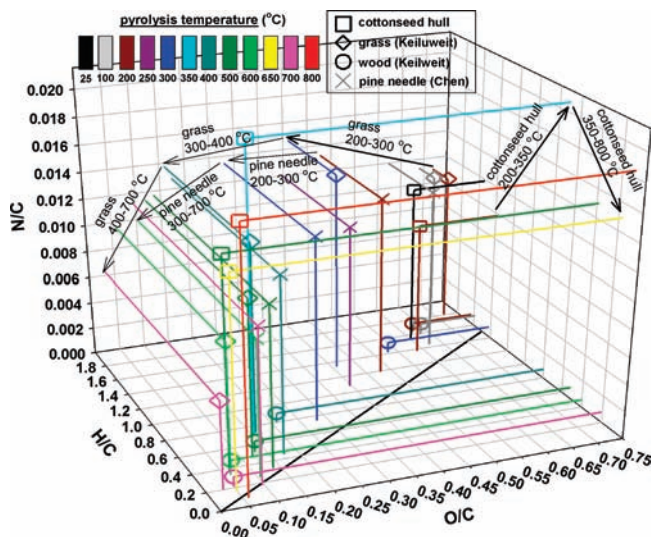 pyrolysis temperature (°C)
25 100 200 250 300 350 400 500 600 650 700 800
cottonseed hull
grass (Keiluweit)
wood (Keilweit)
pine needle (Chen)
N/C
0.020
0.018
0.016
0.014
0.012
0.010
0.008
0.006
0.004
0.002
0.000
grass
300-400 °C
grass
200-300 °C
pine needle
200-300 °C
pine needle
300-700 °C
grass
400-700 °C
cottonseed hull
200-350 °C
cottonseed hull
350-800 °C
H/C
1.8
1.6
1.4
1.2
1.0
0.8
0.6
0.4
0.2
0.0
0.00 0.05 0.10 0.15 0.20 0.25 0.30 0.35 0.40 0.45 0.50 0.55 0.60 0.65 0.70 0.75
O/C